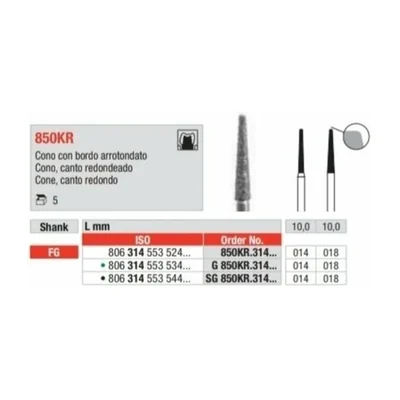 850KR
Cono con bordo arrotondato
Cono, canto redondeado
Cone, canto redondo
5
Shank L mm 10,0 10,0
ISO Order No.
FG 806 314 553 524... 850KR.314... 014 018
• 806 314 553 534... G 850KR.314... 014 018
• 806 314 553 544... SG 850KR.314... 014 018